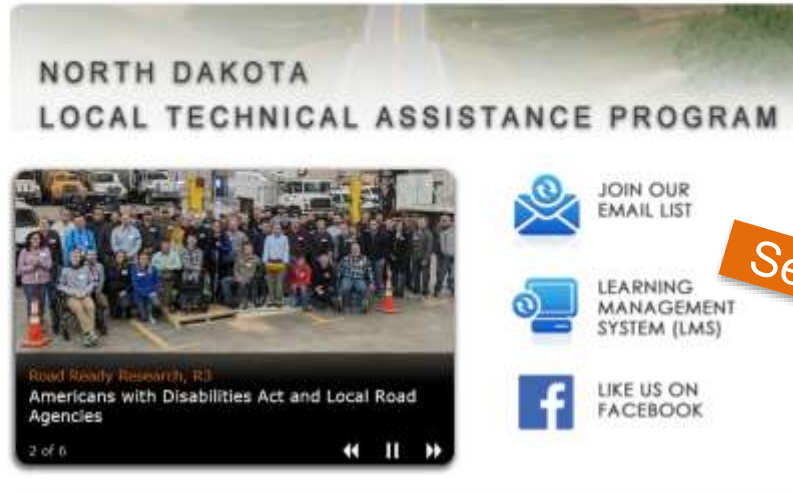 NORTH DAKOTA
LOCAL TECHNICAL ASSISTANCE PROGRAM
JOIN OUR
EMAIL LIST
Se
LEARNING
MANAGEMENT
SYSTEM (LMS)
Road Ready Research, R3
Americans with Disabilities Act and Local Road
Agencies
2 of 6
LIKE US ON
FACEBOOK